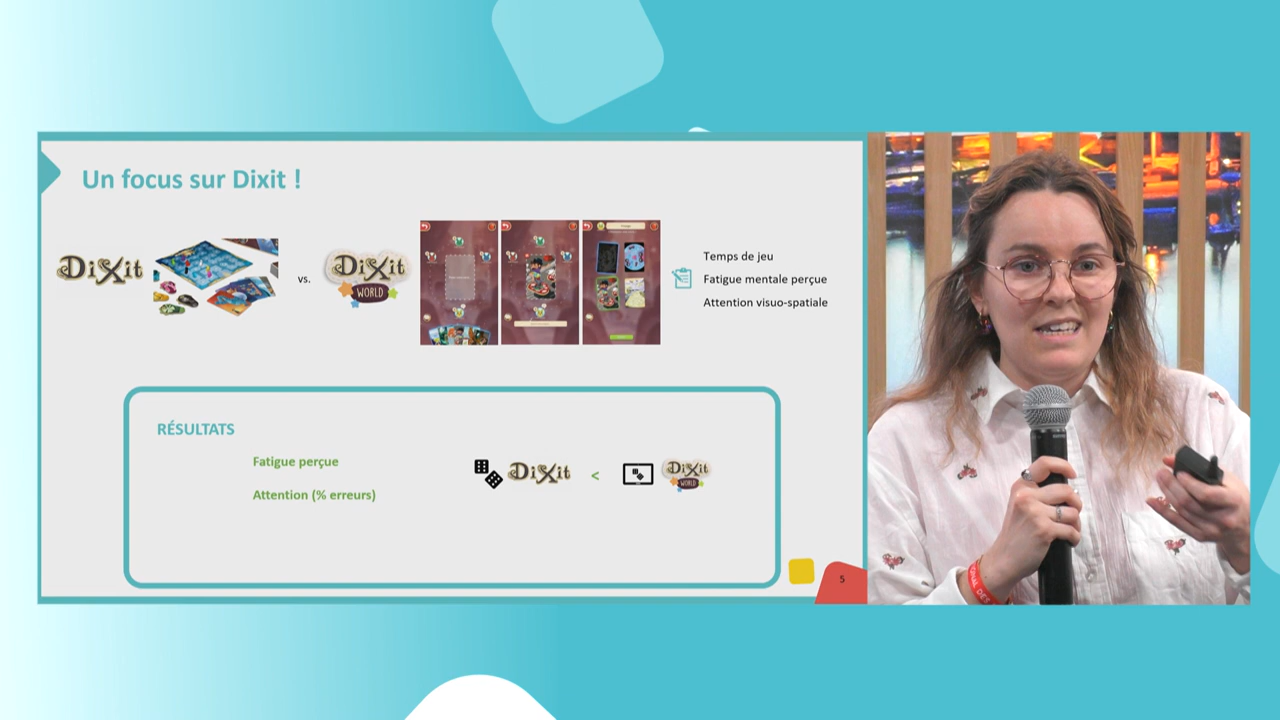 Un focus sur Dixit !
DiXit
vs.
DiXit
WORLD
Temps de jeu
Fatigue mentale perçue
Attention visuo-spatiale
RÉSULTATS
Fatigue perçue
Attention (% erreurs)
DiXit
<
DiXit
WORLD
5